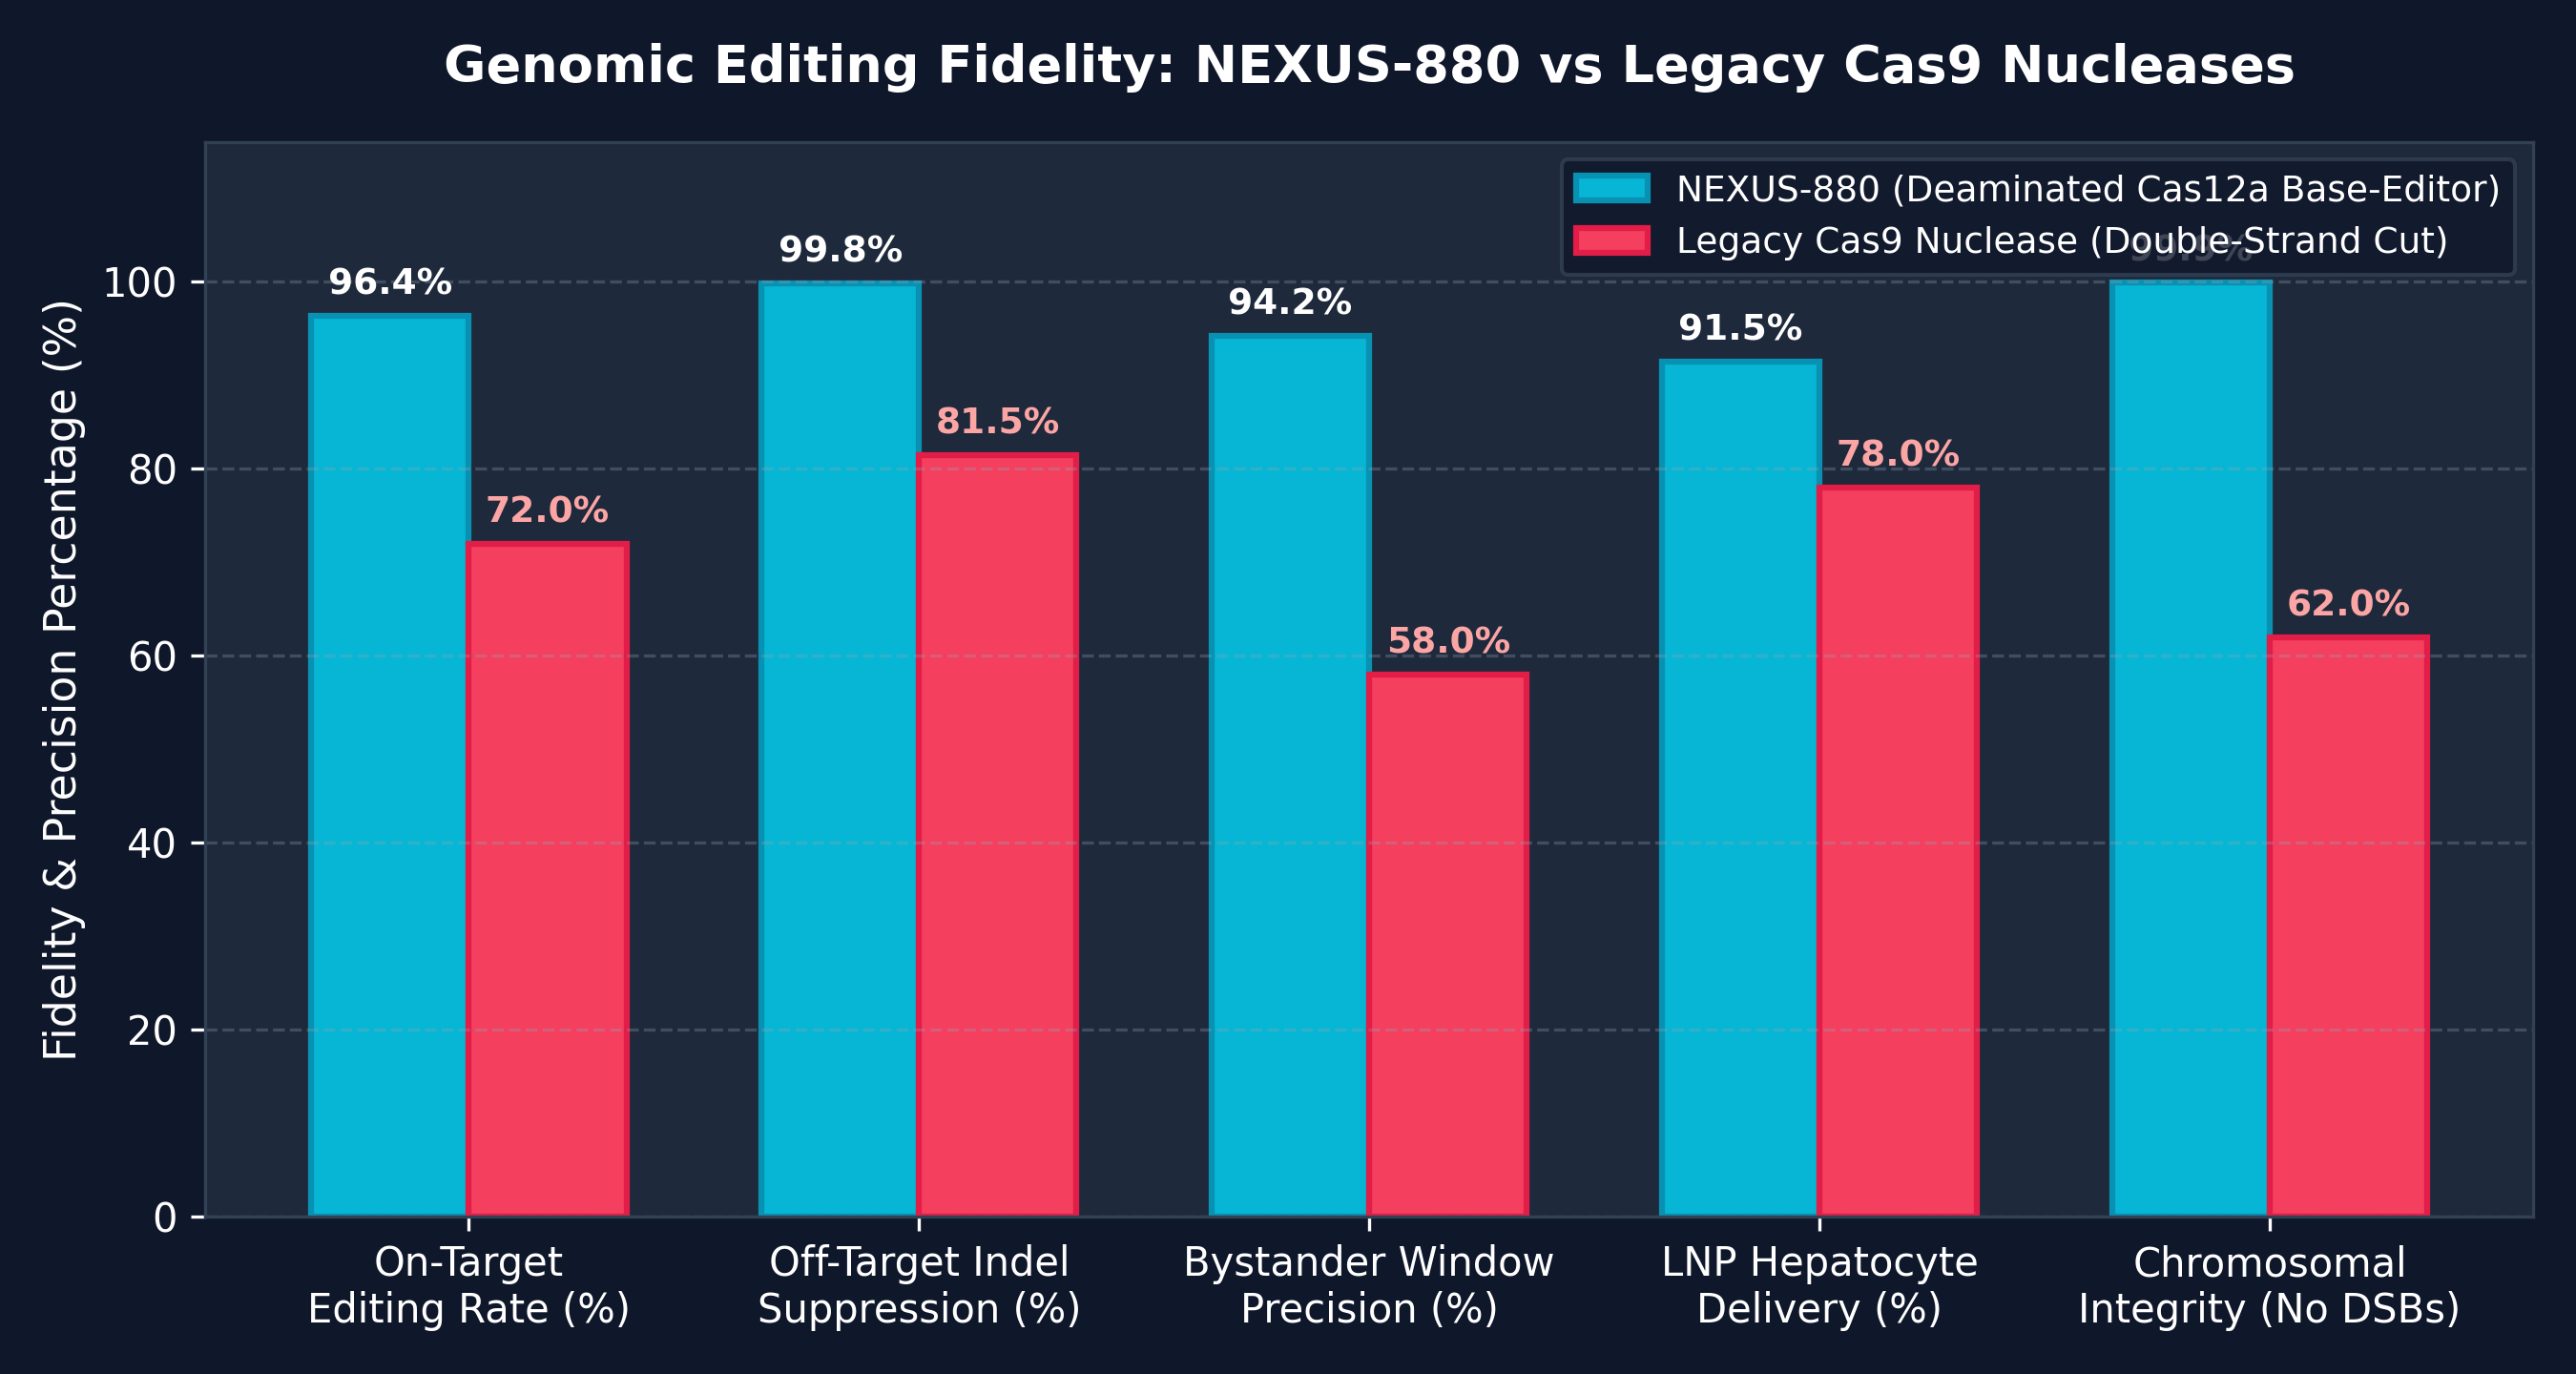 Genomic Editing Fidelity: NEXUS-880 vs Legacy Cas9 Nucleases
NEXUS-880 (Deaminated Cas12a Base-Editor)
Legacy Cas9 Nuclease (Double-Strand Cut)
Fidelity & Precision Percentage (%)
100
80
60
40
20
0
96.4%
72.0%
99.8%
81.5%
94.2%
58.0%
91.5%
78.0%
99.9%
62.0%
On-Target
Editing Rate (%)
Off-Target Indel
Suppression (%)
Bystander Window
Precision (%)
LNP Hepatocyte
Delivery (%)
Chromosomal
Integrity (No DSBs)